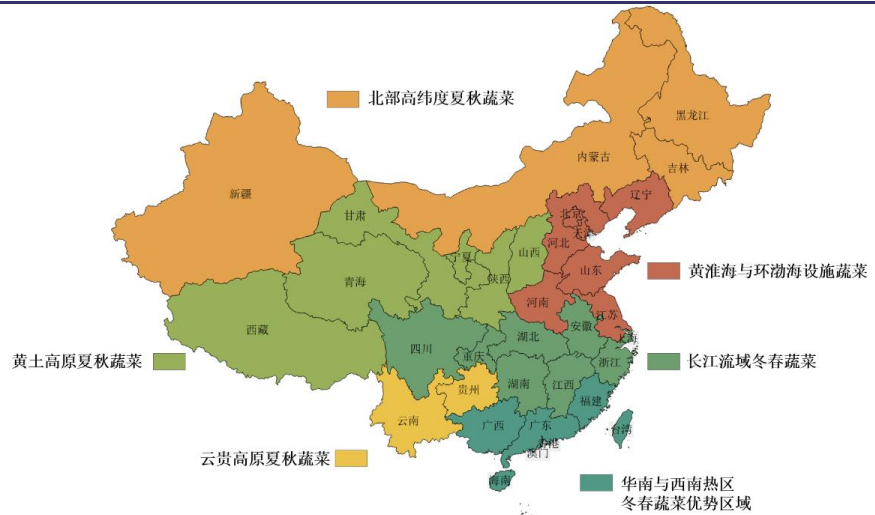 北部高纬度夏秋蔬菜
黑龙江
内蒙古
吉林
新疆
辽宁
甘肃
北京
天津
河北
宁夏
山西
青海
陕西
山东
黄淮海与环渤海设施蔬菜
西藏
河南
江苏
安徽
上海
四川
湖北
重庆
浙江
黄土高原夏秋蔬菜
长江流域冬春蔬菜
贵州
湖南
江西
福建
云南
广西
广东
台湾
香港
澳门
云贵高原夏秋蔬菜
海南
华南与西南热区
冬春蔬菜优势区域